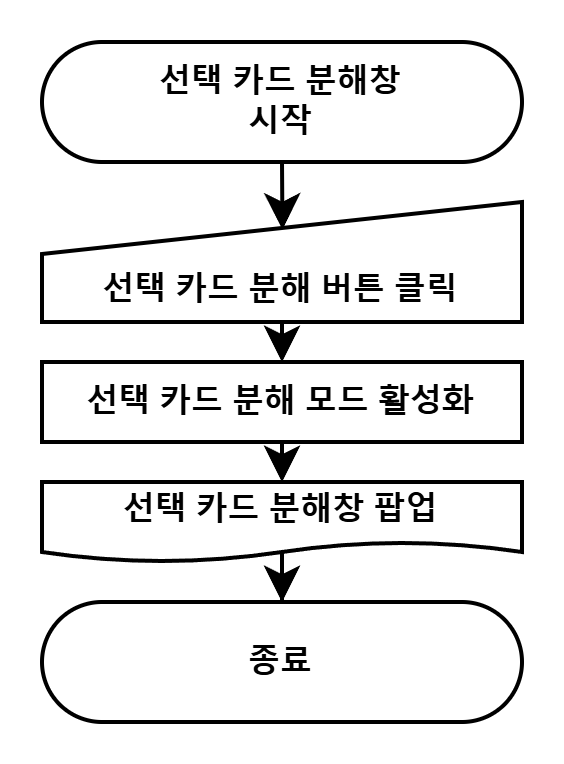 선택 카드 분해창
시작
선택 카드 분해 버튼 클릭
선택 카드 분해 모드 활성화
선택 카드 분해창 팝업
종료